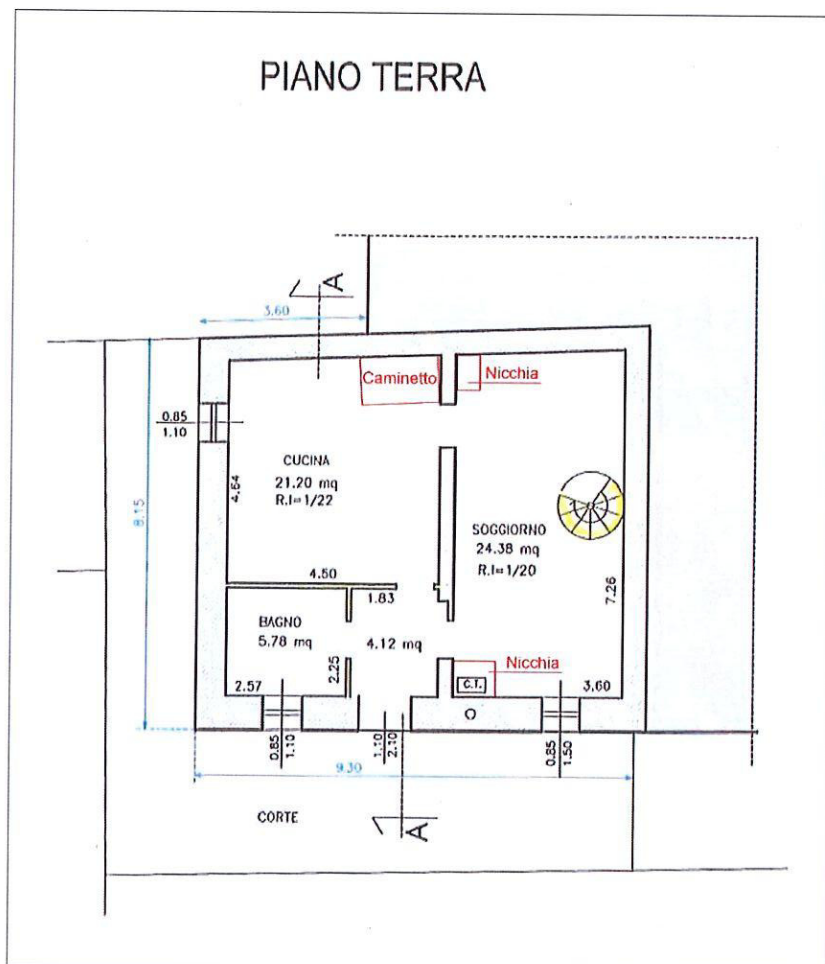 PIANO TERRA
A
3.60
Caminetto
Nicchia
0.85
1.10
CUCINA
21.20 mq
R.I=1/22
4.64
8.15
SOGGIORNO
24.38 mq
R.I=1/20
7.26
4.50
1.83
BAGNO
5.78 mq
4.12 mq
2.25
Nicchia
C.T.
2.57
3.60
0.85
1.10
1.10
2.10
0.85
1.50
9.30
CORTE
A